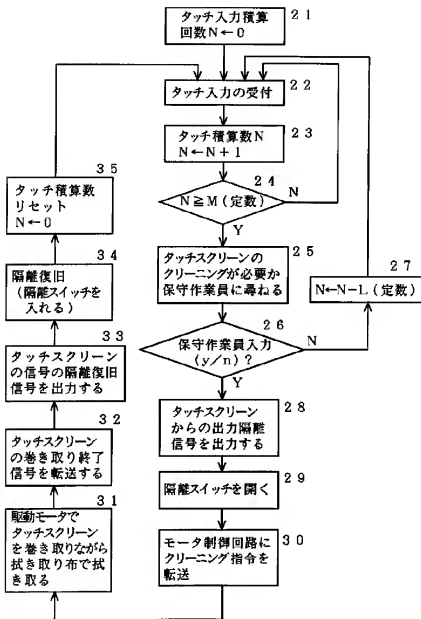 タッチ入力積算
回数N←0
21
タッチ入力の受付
22
タッチ積算数N
N←N+1
23
N≧M(定数)
24
N
Y
タッチスクリーンの
クリーニングが必要か
保守作業員に尋ねる
25
保守作業員入力
(y/n)?
26
N
Y
N←N−L(定数)
27
タッチスクリーン
からの出力隔離
信号を出力する
28
隔離スイッチを開く
29
モータ制御回路に
クリーニング指令を
転送
30
駆動モータで
タッチスクリーン
を巻き取りながら
拭き取り布で拭
き取る
31
タッチスクリーン
の巻き取り終了
信号を転送する
32
タッチスクリーン
の信号の隔離復旧
信号を出力する
33
隔離復旧
(隔離スイッチを
入れる)
34
タッチ積算数
リセット
N←0
35